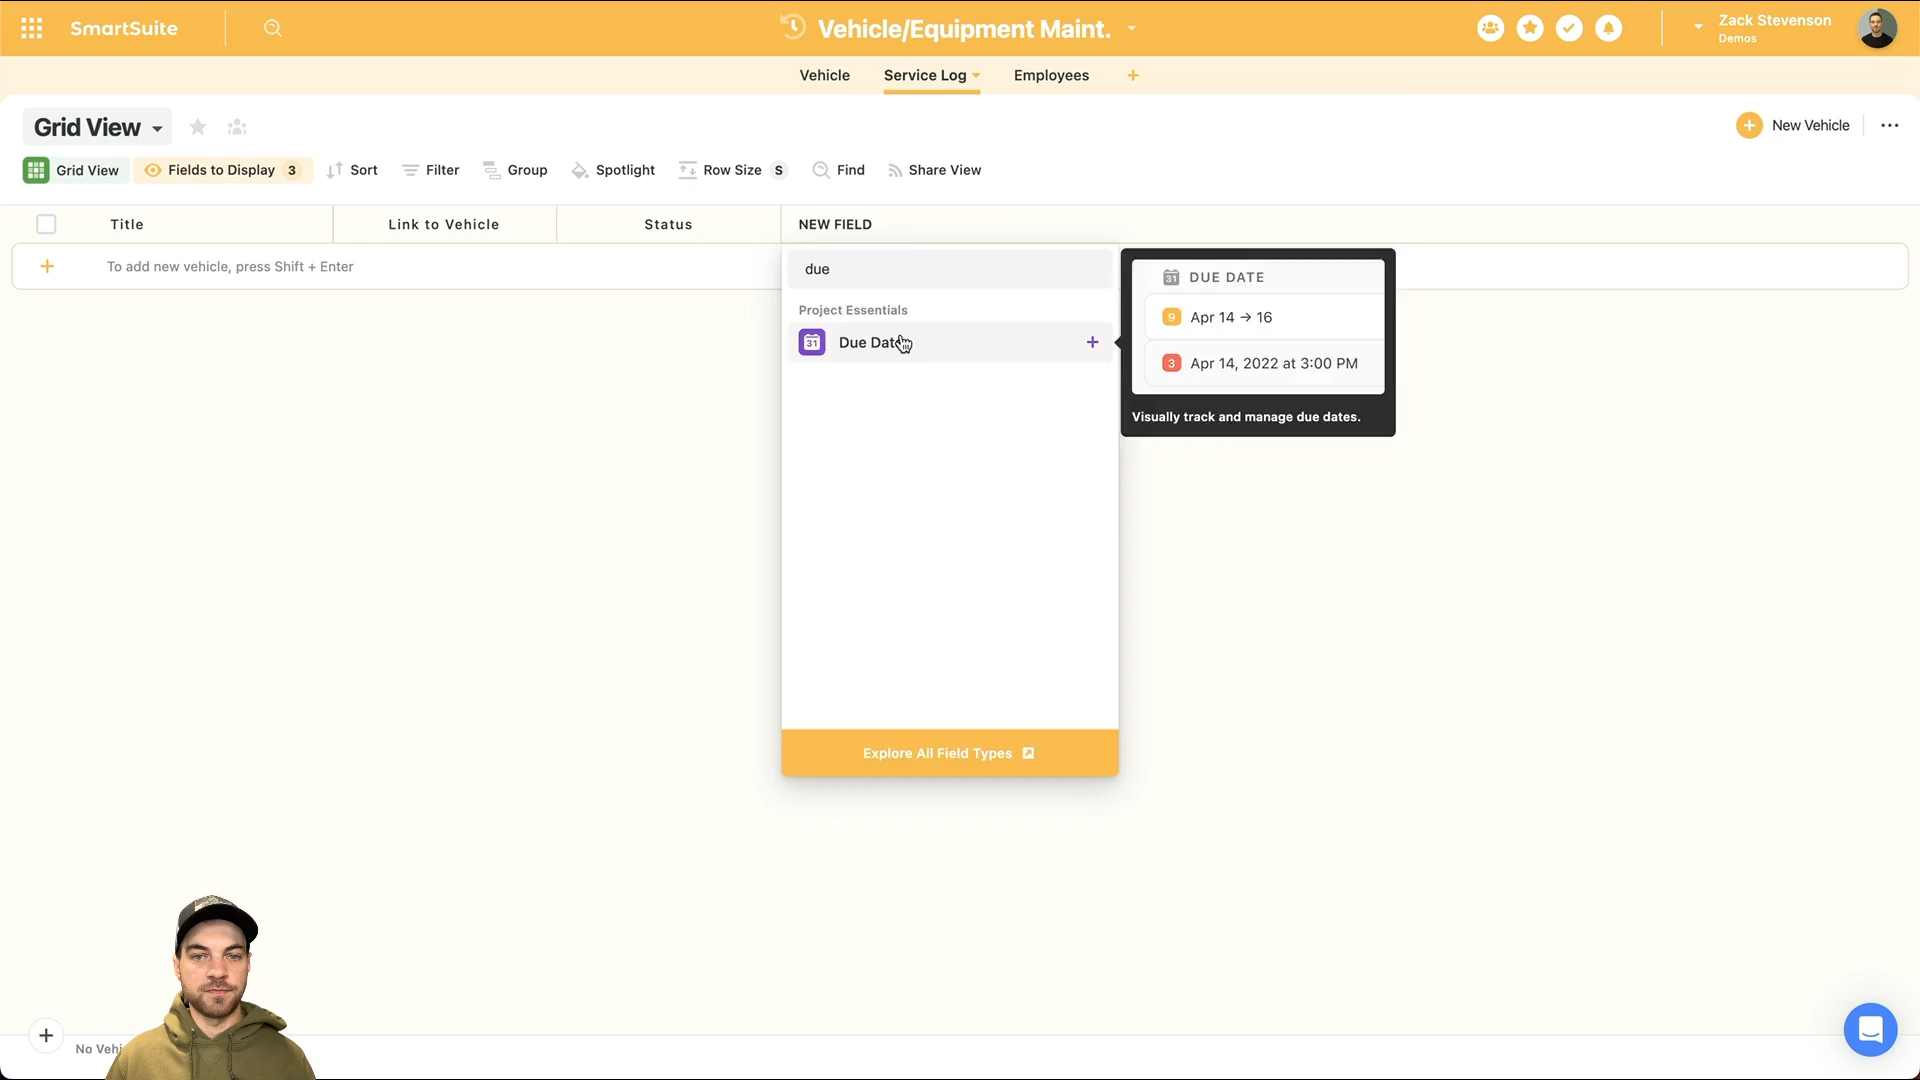 SmartSuite
Vehicle/Equipment Maint.
Zack Stevenson
Demos
Vehicle
Service Log
Employees
Grid View
New Vehicle
Grid View
Fields to Display 3
Sort
Filter
Group
Spotlight
Row Size S
Find
Share View
Title
Link to Vehicle
Status
NEW FIELD
To add new vehicle, press Shift + Enter
due
Project Essentials
31 Due Date
31 DUE DATE
9 Apr 14 → 16
3 Apr 14, 2022 at 3:00 PM
Visually track and manage due dates.
Explore All Field Types
No Vehi